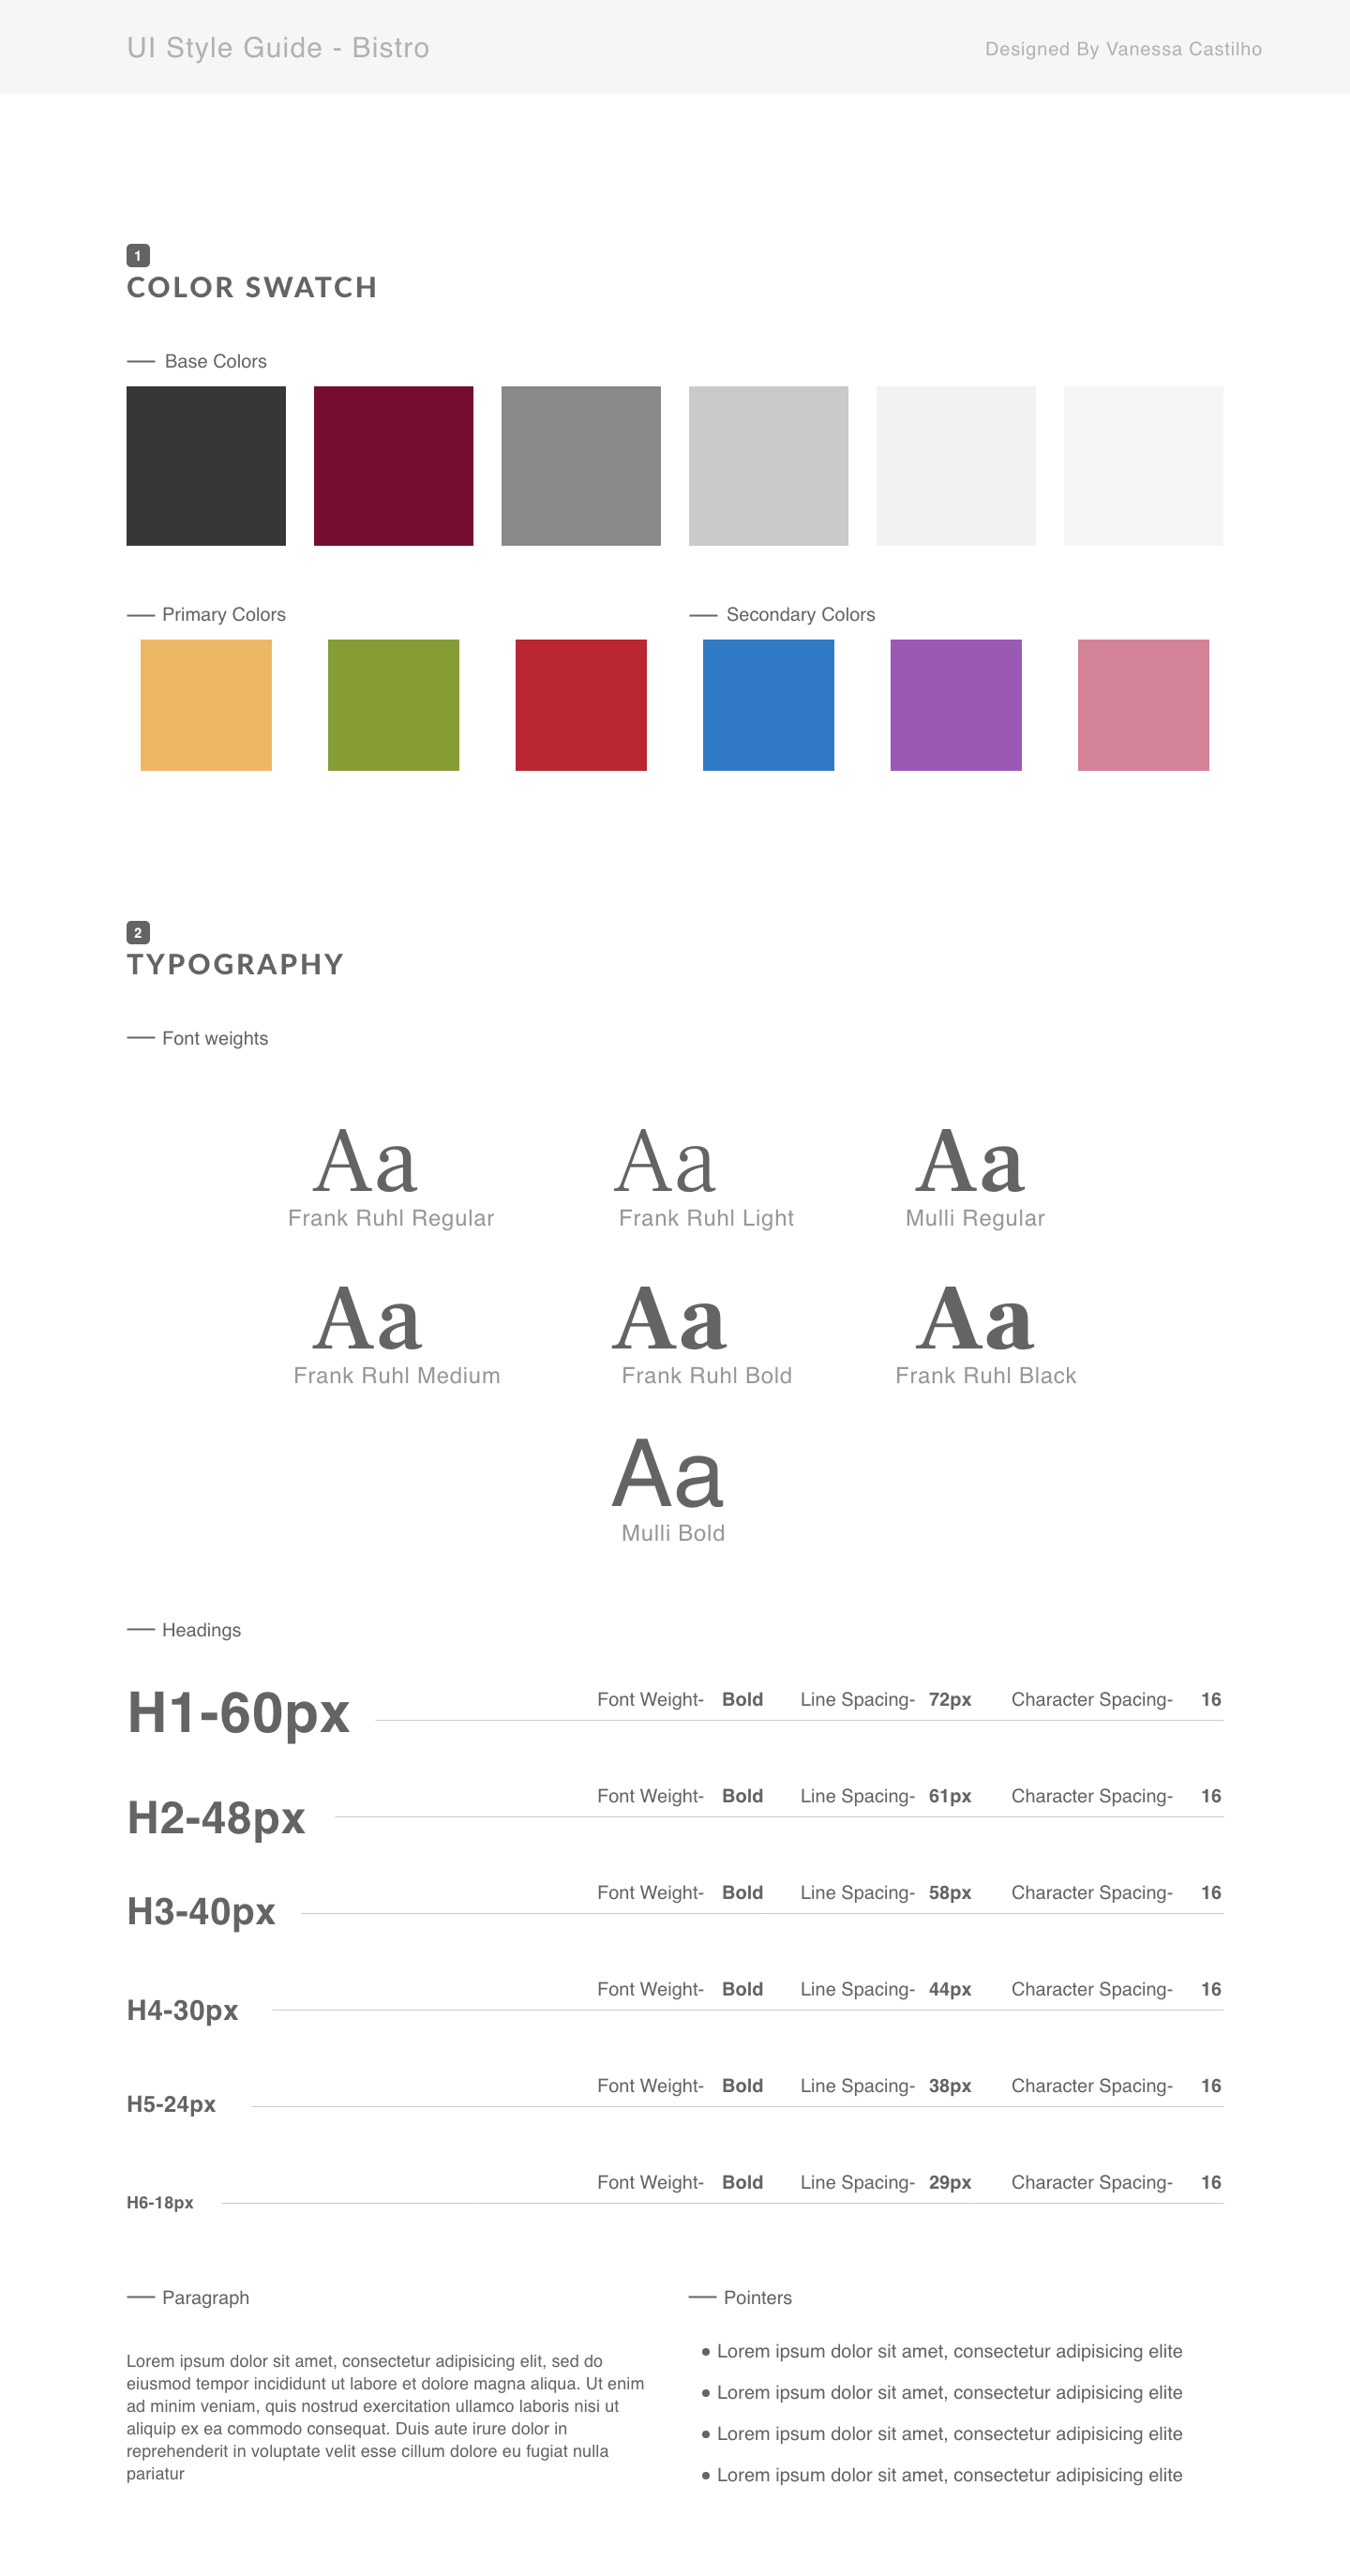 UI Style Guide - Bistro
Designed By Vanessa Castilho
1
COLOR SWATCH
Base Colors
Primary Colors
Secondary Colors
2
TYPOGRAPHY
Font weights
Aa
Aa
Aa
Frank Ruhl Regular
Frank Ruhl Light
Mulli Regular
Aa
Aa
Aa
Frank Ruhl Medium
Frank Ruhl Bold
Frank Ruhl Black
Aa
Mulli Bold
Headings
H1-60px
Font Weight- Bold Line Spacing- 72px Character Spacing- 16
H2-48px
Font Weight- Bold Line Spacing- 61px Character Spacing- 16
H3-40px
Font Weight- Bold Line Spacing- 58px Character Spacing- 16
H4-30px
Font Weight- Bold Line Spacing- 44px Character Spacing- 16
H5-24px
Font Weight- Bold Line Spacing- 38px Character Spacing- 16
H6-18px
Font Weight- Bold Line Spacing- 29px Character Spacing- 16
Paragraph
Lorem ipsum dolor sit amet, consectetur adipisicing elit, sed do
eiusmod tempor incididunt ut labore et dolore magna aliqua. Ut enim
ad minim veniam, quis nostrud exercitation ullamco laboris nisi ut
aliquip ex ea commodo consequat. Duis aute irure dolor in
reprehenderit in voluptate velit esse cillum dolore eu fugiat nulla
pariatur
Pointers
• Lorem ipsum dolor sit amet, consectetur adipisicing elite
• Lorem ipsum dolor sit amet, consectetur adipisicing elite
• Lorem ipsum dolor sit amet, consectetur adipisicing elite
• Lorem ipsum dolor sit amet, consectetur adipisicing elite